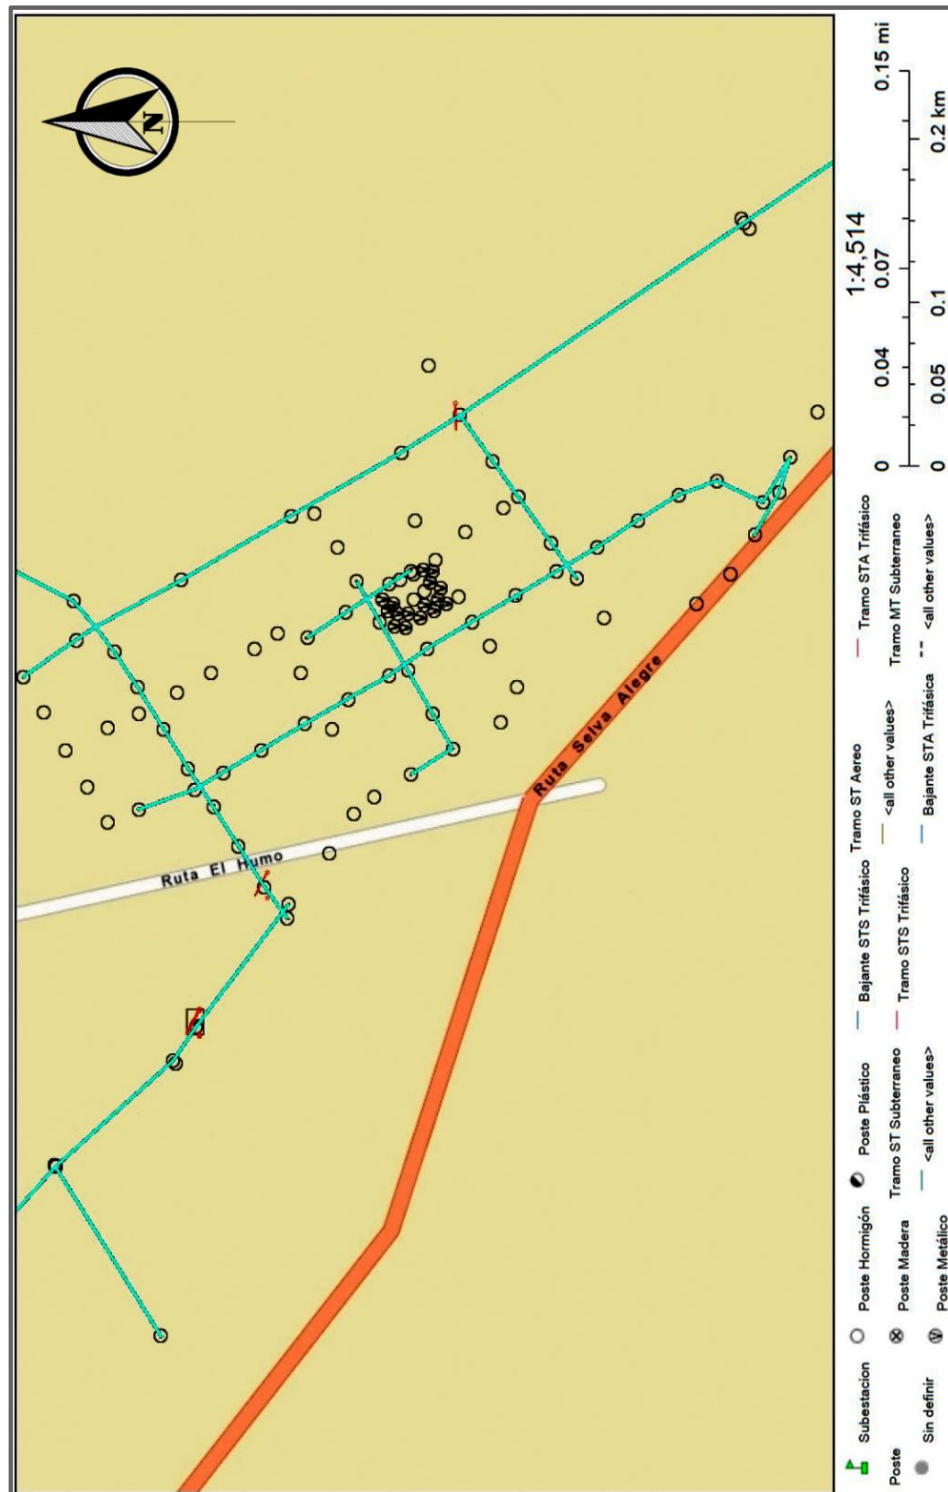 N
Ruta El Humo
Ruta Selva Alegre
Subestacion
Poste
Sin definir
Poste Hormigón
Poste Madera
Poste Metálico
Poste Plástico
Tramo ST Subterraneo
<all other values>
Bajante STS Trifásico
Tramo STS Trifásico
Bajante STA Trifásica
Tramo ST Aereo
<all other values>
Tramo STA Trifásico
Tramo MT Subterraneo
<all other values>
1:4,514
0 0.04 0.07 0.15 mi
0 0.05 0.1 0.2 km